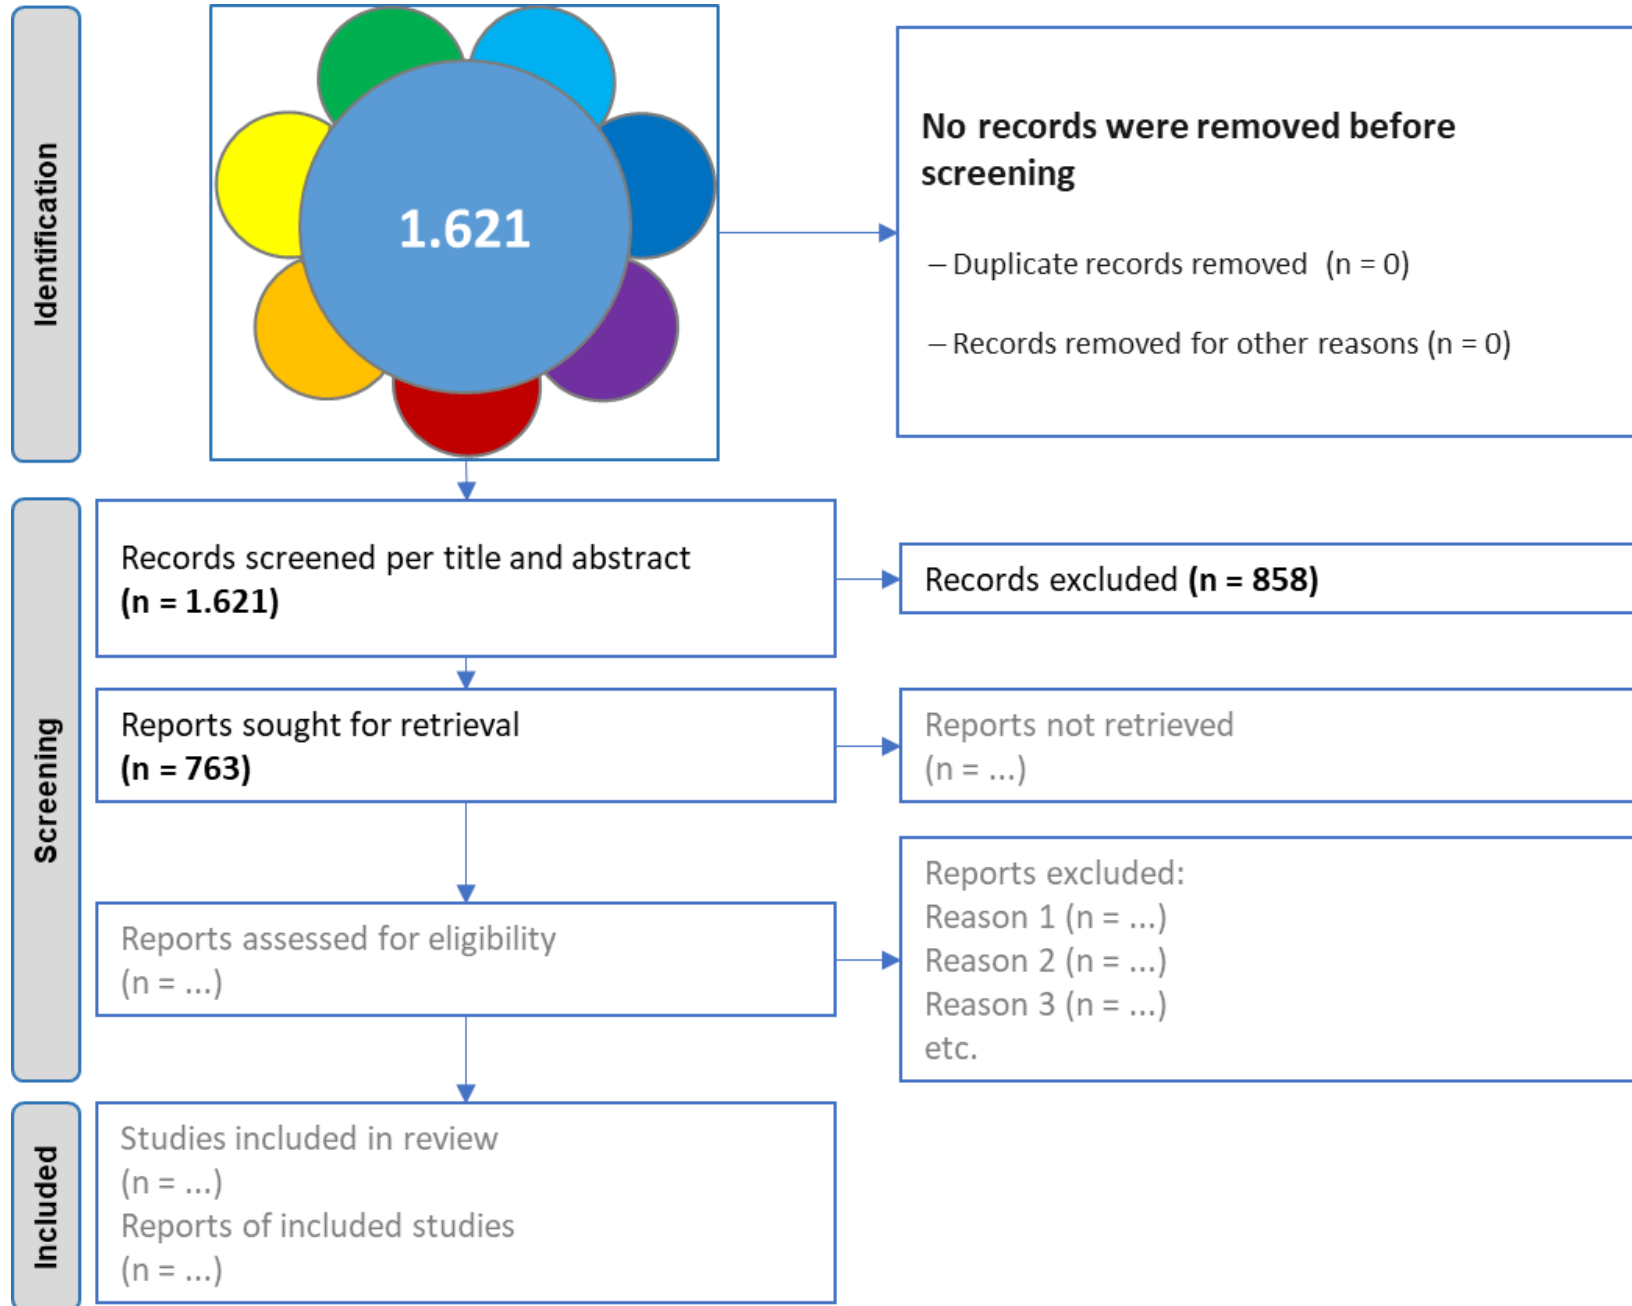 Identification
1.621
No records were removed before
screening
– Duplicate records removed (n = 0)
– Records removed for other reasons (n = 0)
Screening
Records screened per title and abstract
(n = 1.621)
Records excluded (n = 858)
Reports sought for retrieval
(n = 763)
Reports not retrieved
(n = ...)
Reports assessed for eligibility
(n = ...)
Reports excluded:
Reason 1 (n = ...)
Reason 2 (n = ...)
Reason 3 (n = ...)
etc.
Included
Studies included in review
(n = ...)
Reports of included studies
(n = ...)